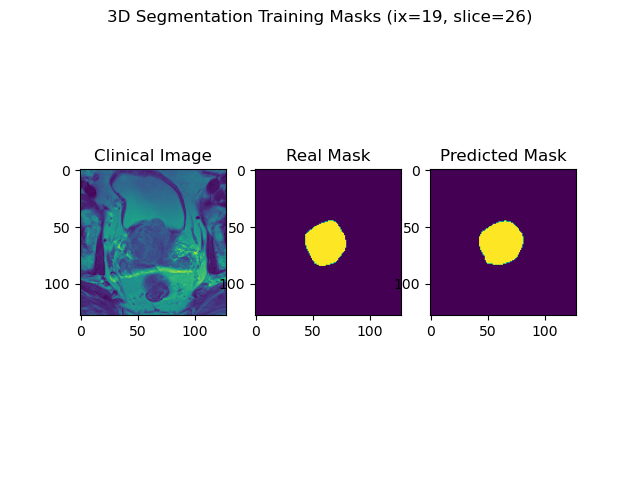 3D Segmentation Training Masks (ix=19, slice=26)
Clinical Image Real Mask Predicted Mask
0 0 0
50 50 50
100 100 100
0 50 100 0 50 100 0 50 100